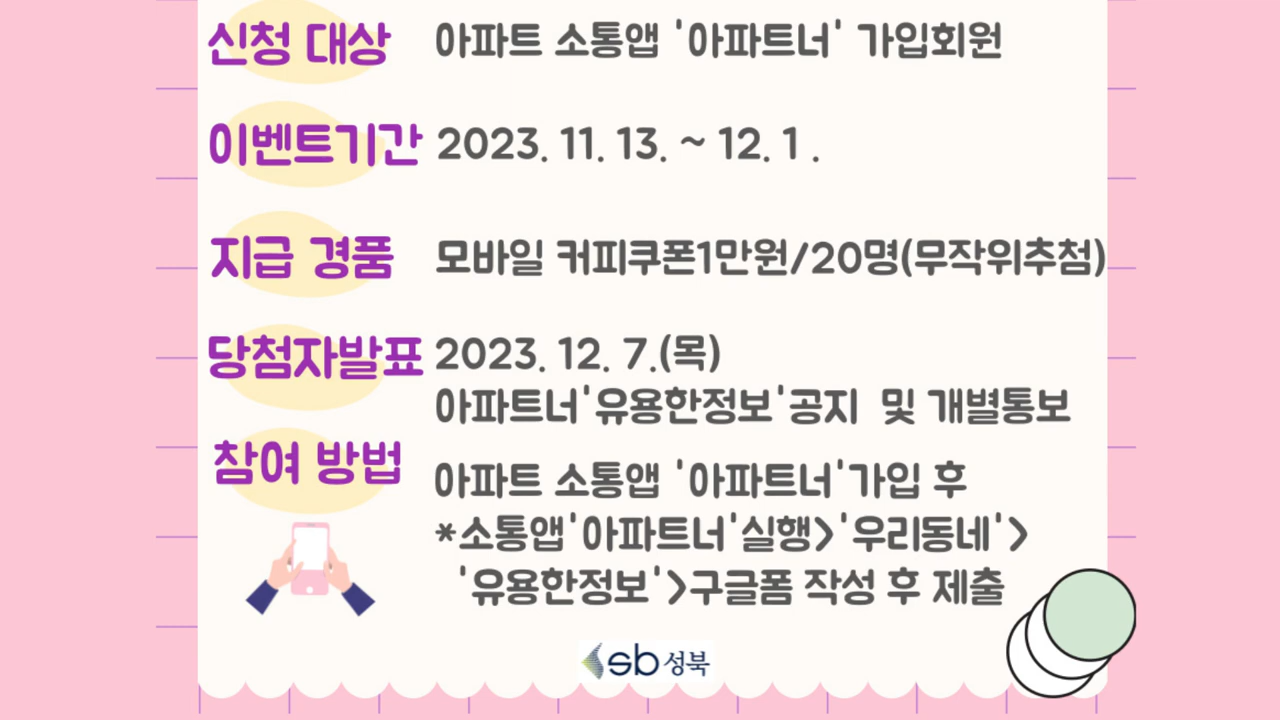 신청 대상 아파트 소통앱 '아파트너' 가입회원
이벤트기간 2023. 11. 13. ~ 12. 1 .
지급 경품 모바일 커피쿠폰1만원/20명(무작위추첨)
당첨자발표 2023. 12. 7.(목)
아파트너'유용한정보'공지 및 개별통보
참여 방법 아파트 소통앱 '아파트너'가입 후
*소통앱'아파트너'실행>'우리동네'>
'유용한정보'>구글폼 작성 후 제출
sb 성북